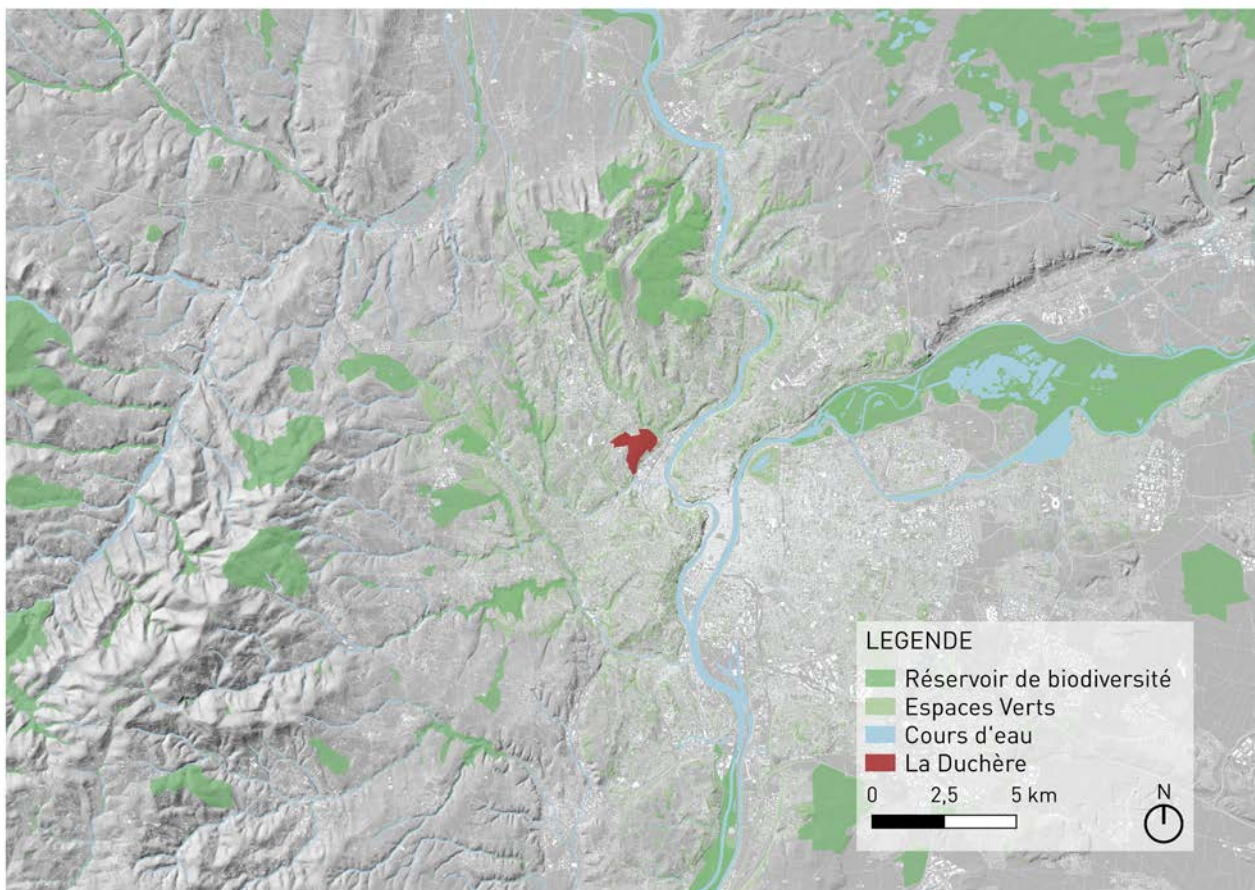 LEGENDE
Réservoir de biodiversité
Espaces Verts
Cours d'eau
La Duchère
0 2,5 5 km
N